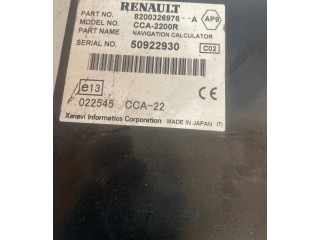 RENAULT
PART NO. 8200326976--A
APS
MODEL NO. CCA-2200R
PART NAME NAVIGATION CALCULATOR
SERIAL NO. 50922930
C02
e13 CE
022545 CCA-22
Xanavi Informatics Corporation MADE IN JAPAN (T)